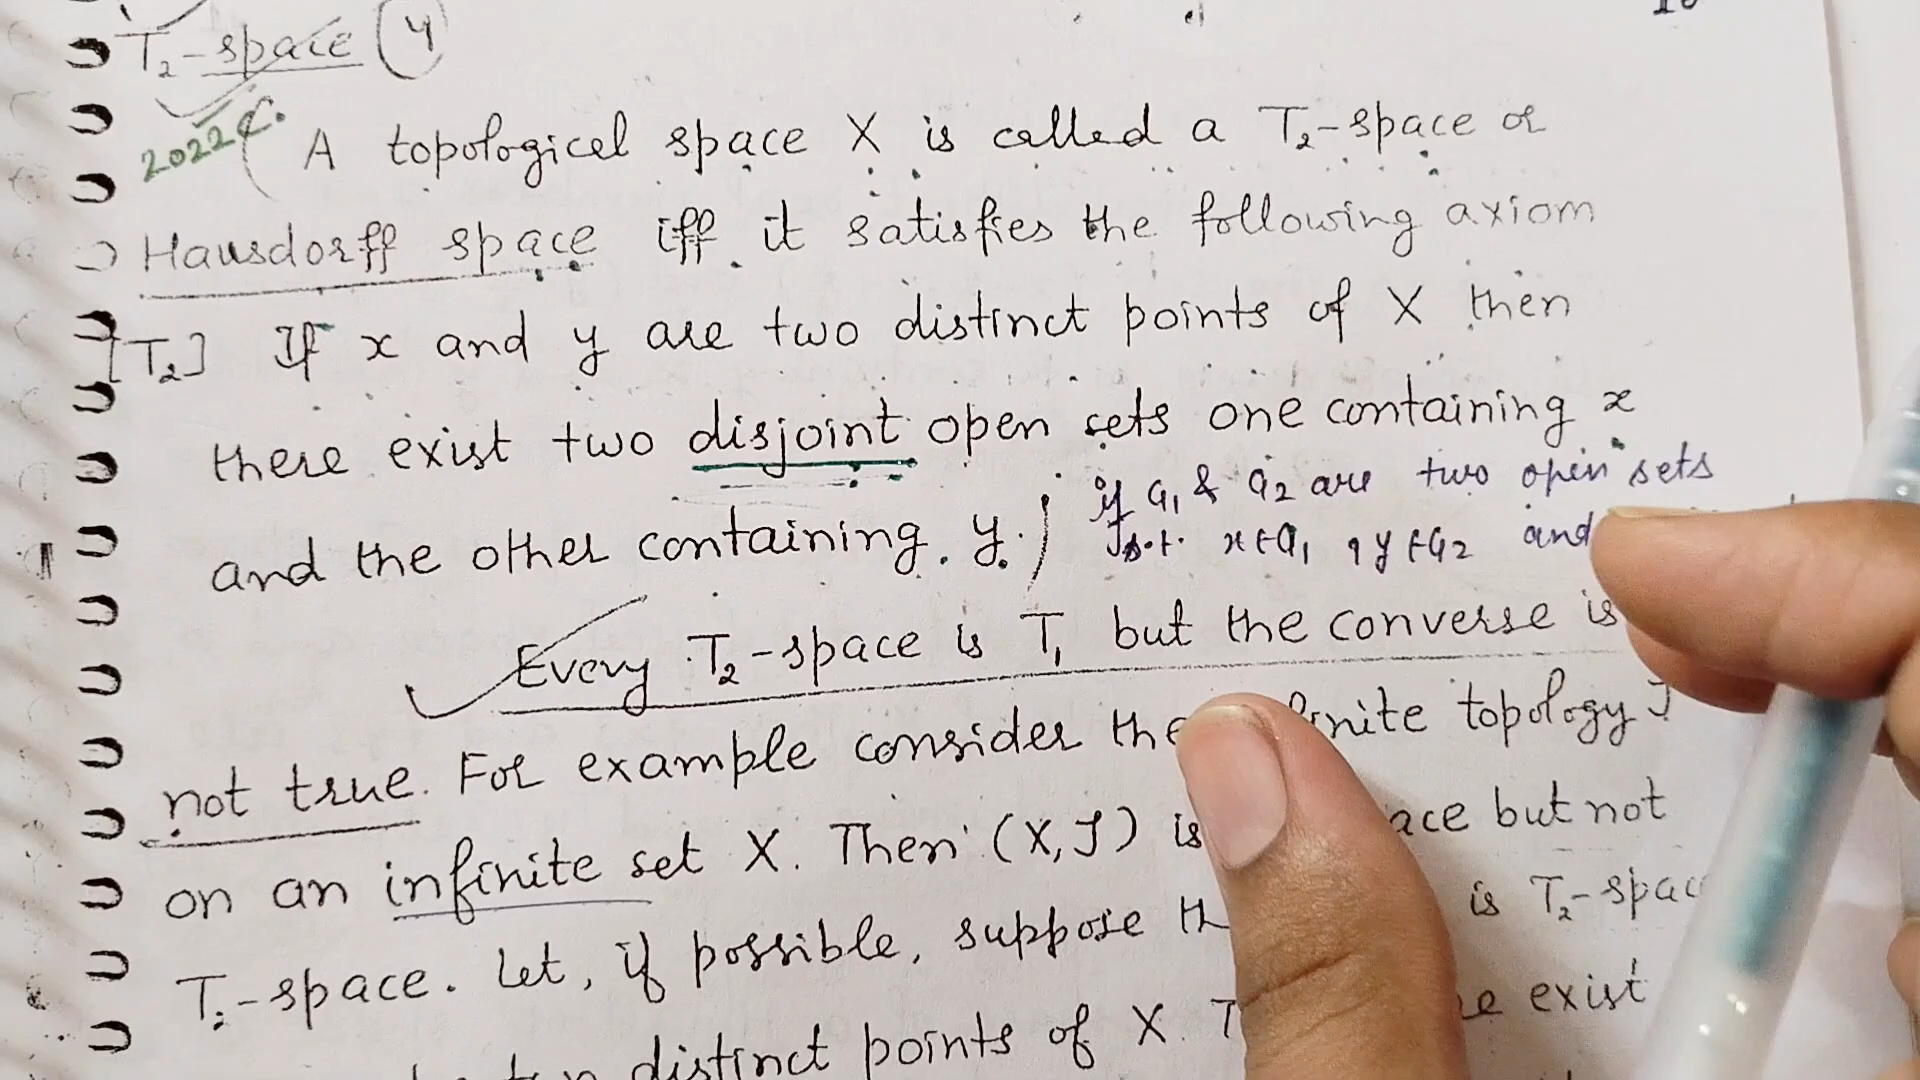 T₂-space (4)
2022
A topological space X is called a T₂-space or
Hausdorff space iff it satisfies the following axiom
[T₂] If x and y are two distinct points of X then
there exist two disjoint open sets one containing x
and the other containing y.
if G₁ & G₂ are two open sets
s.t. x∈G₁, y∈G₂ and
Every T₂-space is T₁ but the converse is
not true. For example consider the finite topology J
on an infinite set X. Then (X, J) is ace but not
T₂-space. Let, if possible, suppose is T₂-space
distinct points of X. exist